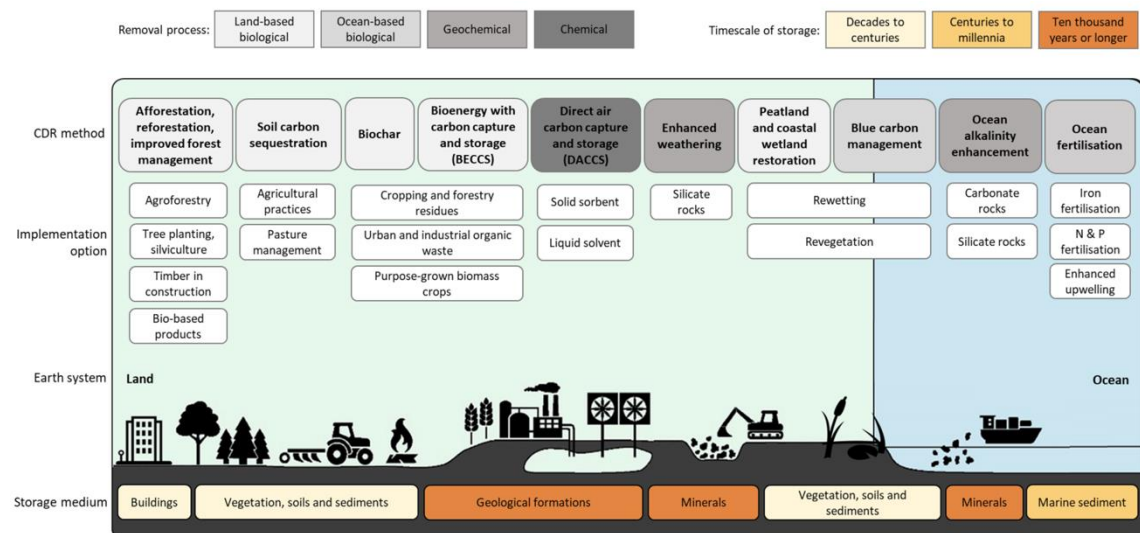 Removal process:
Land-based
biological
Ocean-based
biological
Geochemical
Chemical
Timescale of storage:
Decades to
centuries
Centuries to
millennia
Ten thousand
years or longer
CDR method
Afforestation,
reforestation,
improved forest
management
Soil carbon
sequestration
Biochar
Bioenergy with
carbon capture
and storage
(BECCS)
Direct air
carbon capture
and storage
(DACCS)
Enhanced
weathering
Peatland
and coastal
wetland
restoration
Blue carbon
management
Ocean
alkalinity
enhancement
Ocean
fertilisation
Implementation
option
Agroforestry
Tree planting,
silviculture
Timber in
construction
Bio-based
products
Agricultural
practices
Pasture
management
Cropping and forestry
residues
Urban and industrial organic
waste
Purpose-grown biomass
crops
Solid sorbent
Liquid solvent
Silicate
rocks
Rewetting
Revegetation
Carbonate
rocks
Silicate rocks
Iron
fertilisation
N & P
fertilisation
Enhanced
upwelling
Earth system
Land
Ocean
Storage medium
Buildings
Vegetation, soils and sediments
Geological formations
Minerals
Vegetation, soils and
sediments
Minerals
Marine sediment